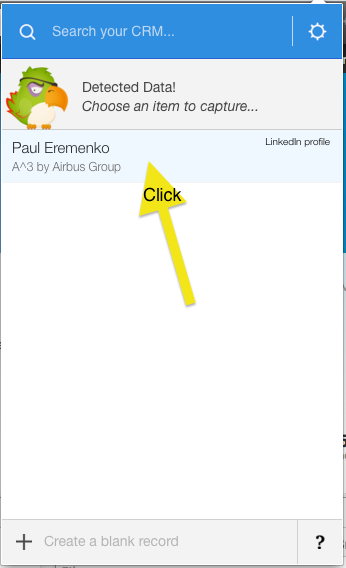 Search your CRM...
Detected Data!
Choose an item to capture...
Paul Eremenko
LinkedIn profile
A^3 by Airbus Group
Click
Create a blank record
?